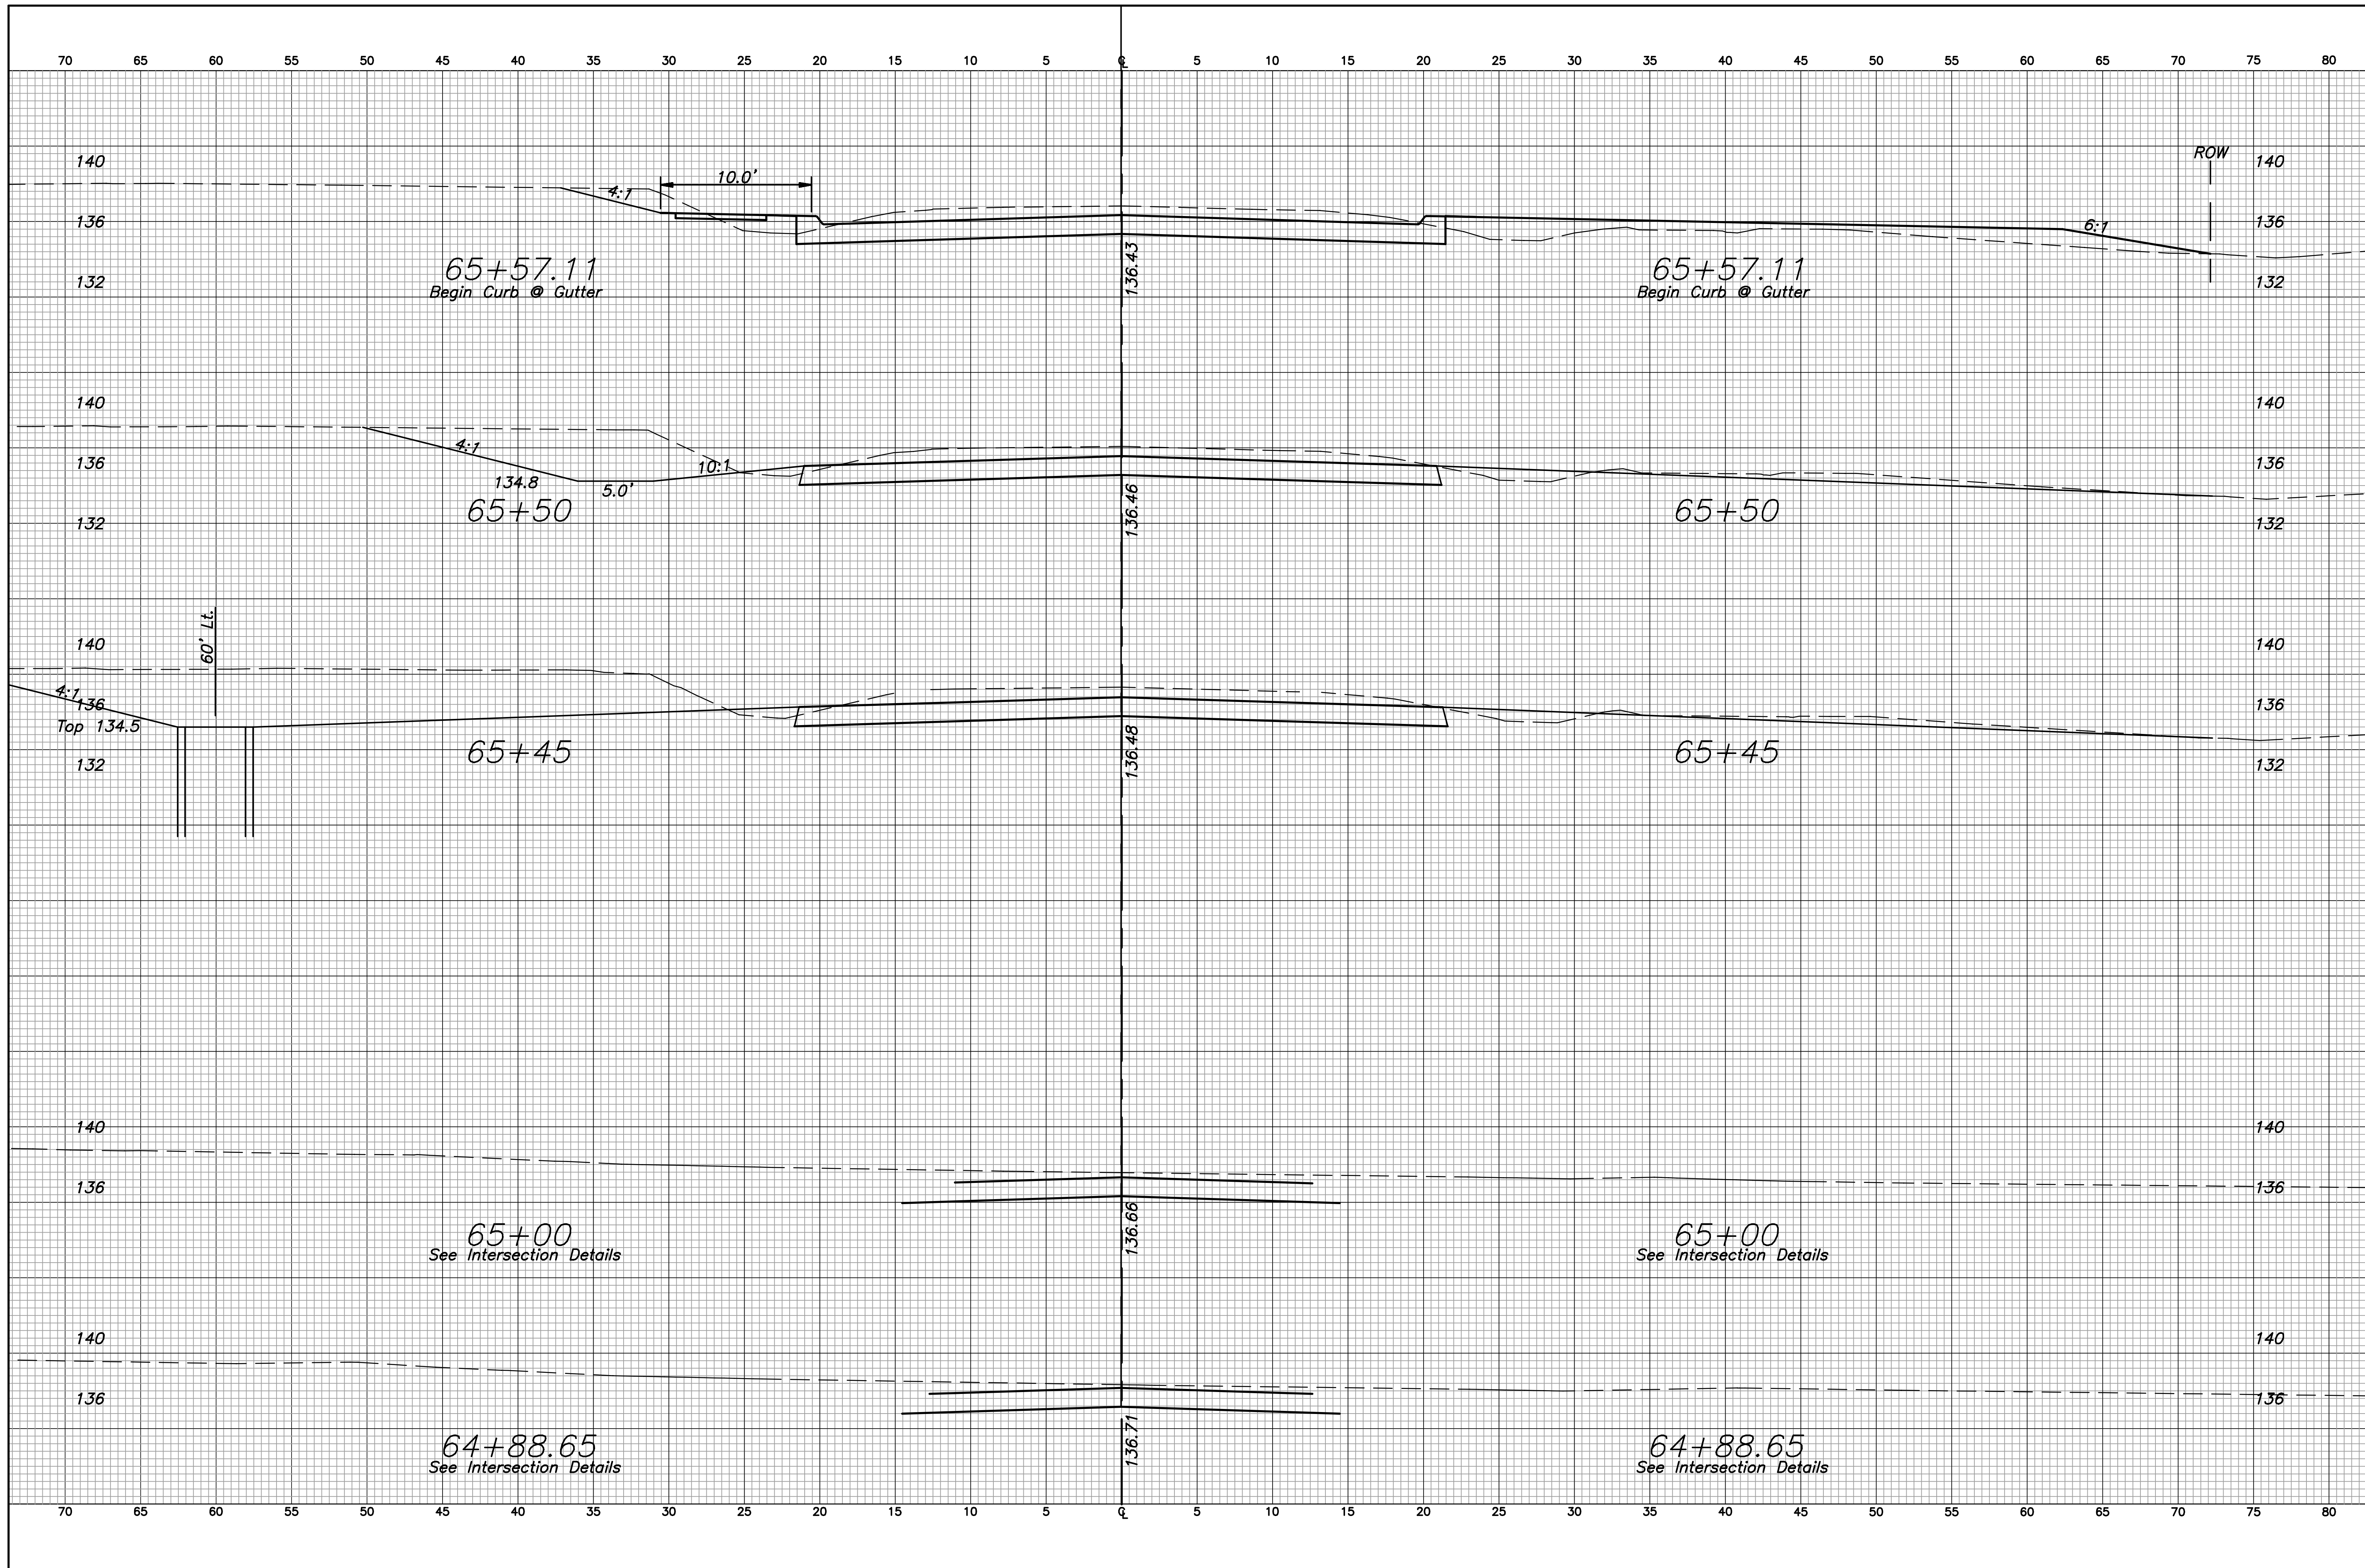 70 65 60 55 50 45 40 35 30 25 20 15 10 5 ℄ 5 10 15 20 25 30 35 40 45 50 55 60 65 70 75 80
ROW
140 140
10.0'
4:1
136 6:1 136
65+57.11 136.43 65+57.11
132 132
Begin Curb @ Gutter Begin Curb @ Gutter
140 140
4:1
136 10:1 136
134.8 5.0'
65+50 136.46 65+50
132 132
60' Lt.
140 140
4:1
136 136
Top 134.5
65+45 136.48 65+45
132 132
140 140
136 136
65+00 136.66 65+00
See Intersection Details See Intersection Details
140 140
136 136
64+88.65 136.71 64+88.65
See Intersection Details See Intersection Details
70 65 60 55 50 45 40 35 30 25 20 15 10 5 ℄ 5 10 15 20 25 30 35 40 45 50 55 60 65 70 75 80